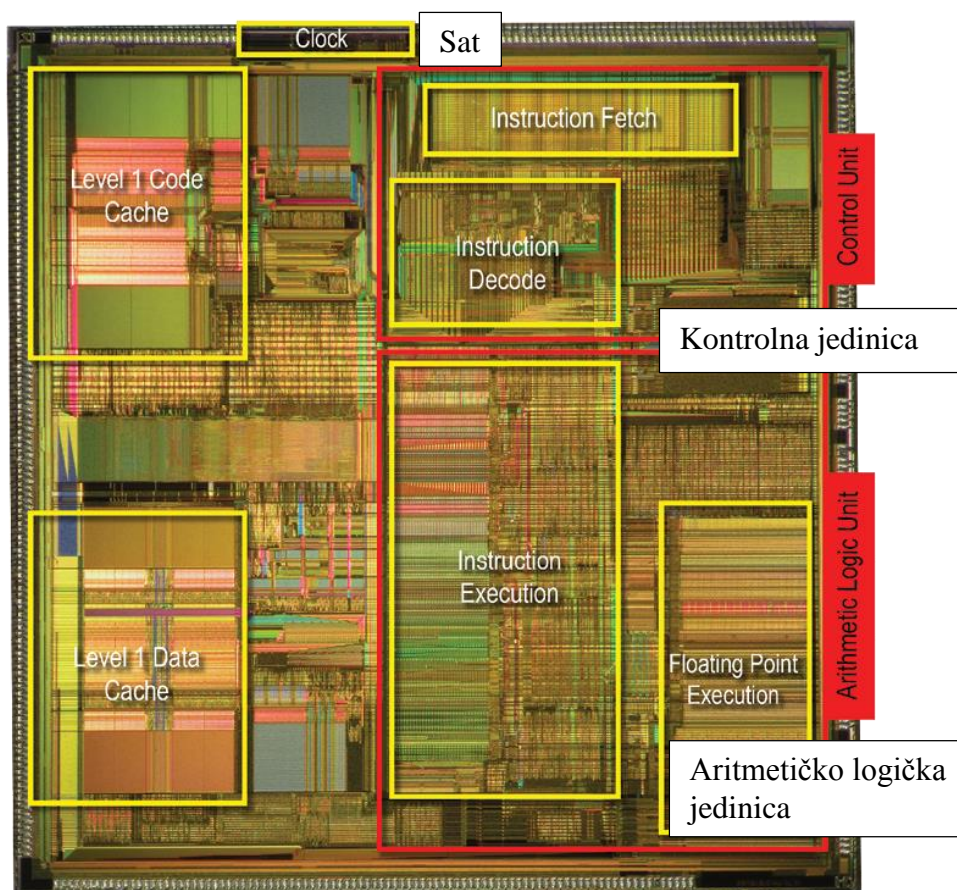 Clock
Sat
Instruction Fetch
Level 1 Code
Cache
Control Unit
Instruction
Decode
Kontrolna jedinica
Instruction
Execution
Arithmetic Logic Unit
Level 1 Data
Cache
Floating Point
Execution
Aritmetičko logička
jedinica